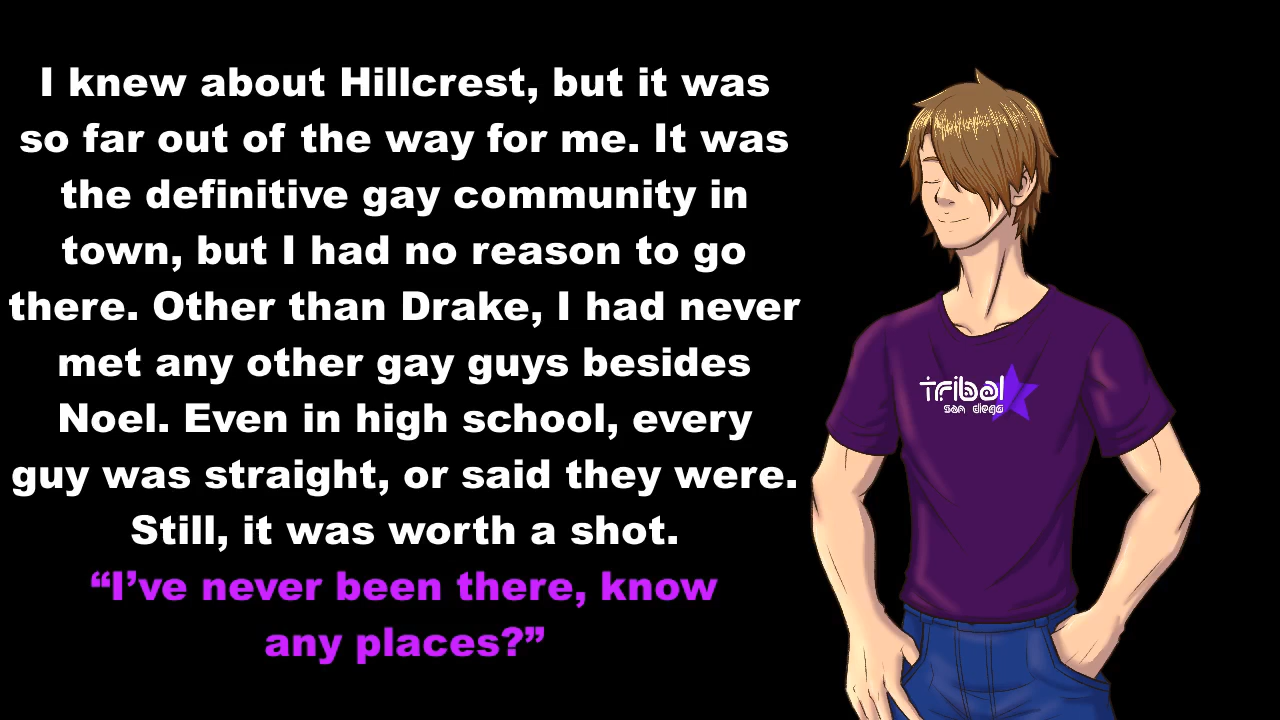 I knew about Hillcrest, but it was
so far out of the way for me. It was
the definitive gay community in
town, but I had no reason to go
there. Other than Drake, I had never
met any other gay guys besides
Noel. Even in high school, every
guy was straight, or said they were.
Still, it was worth a shot.
“I’ve never been there, know
any places?”
tribal
san diego